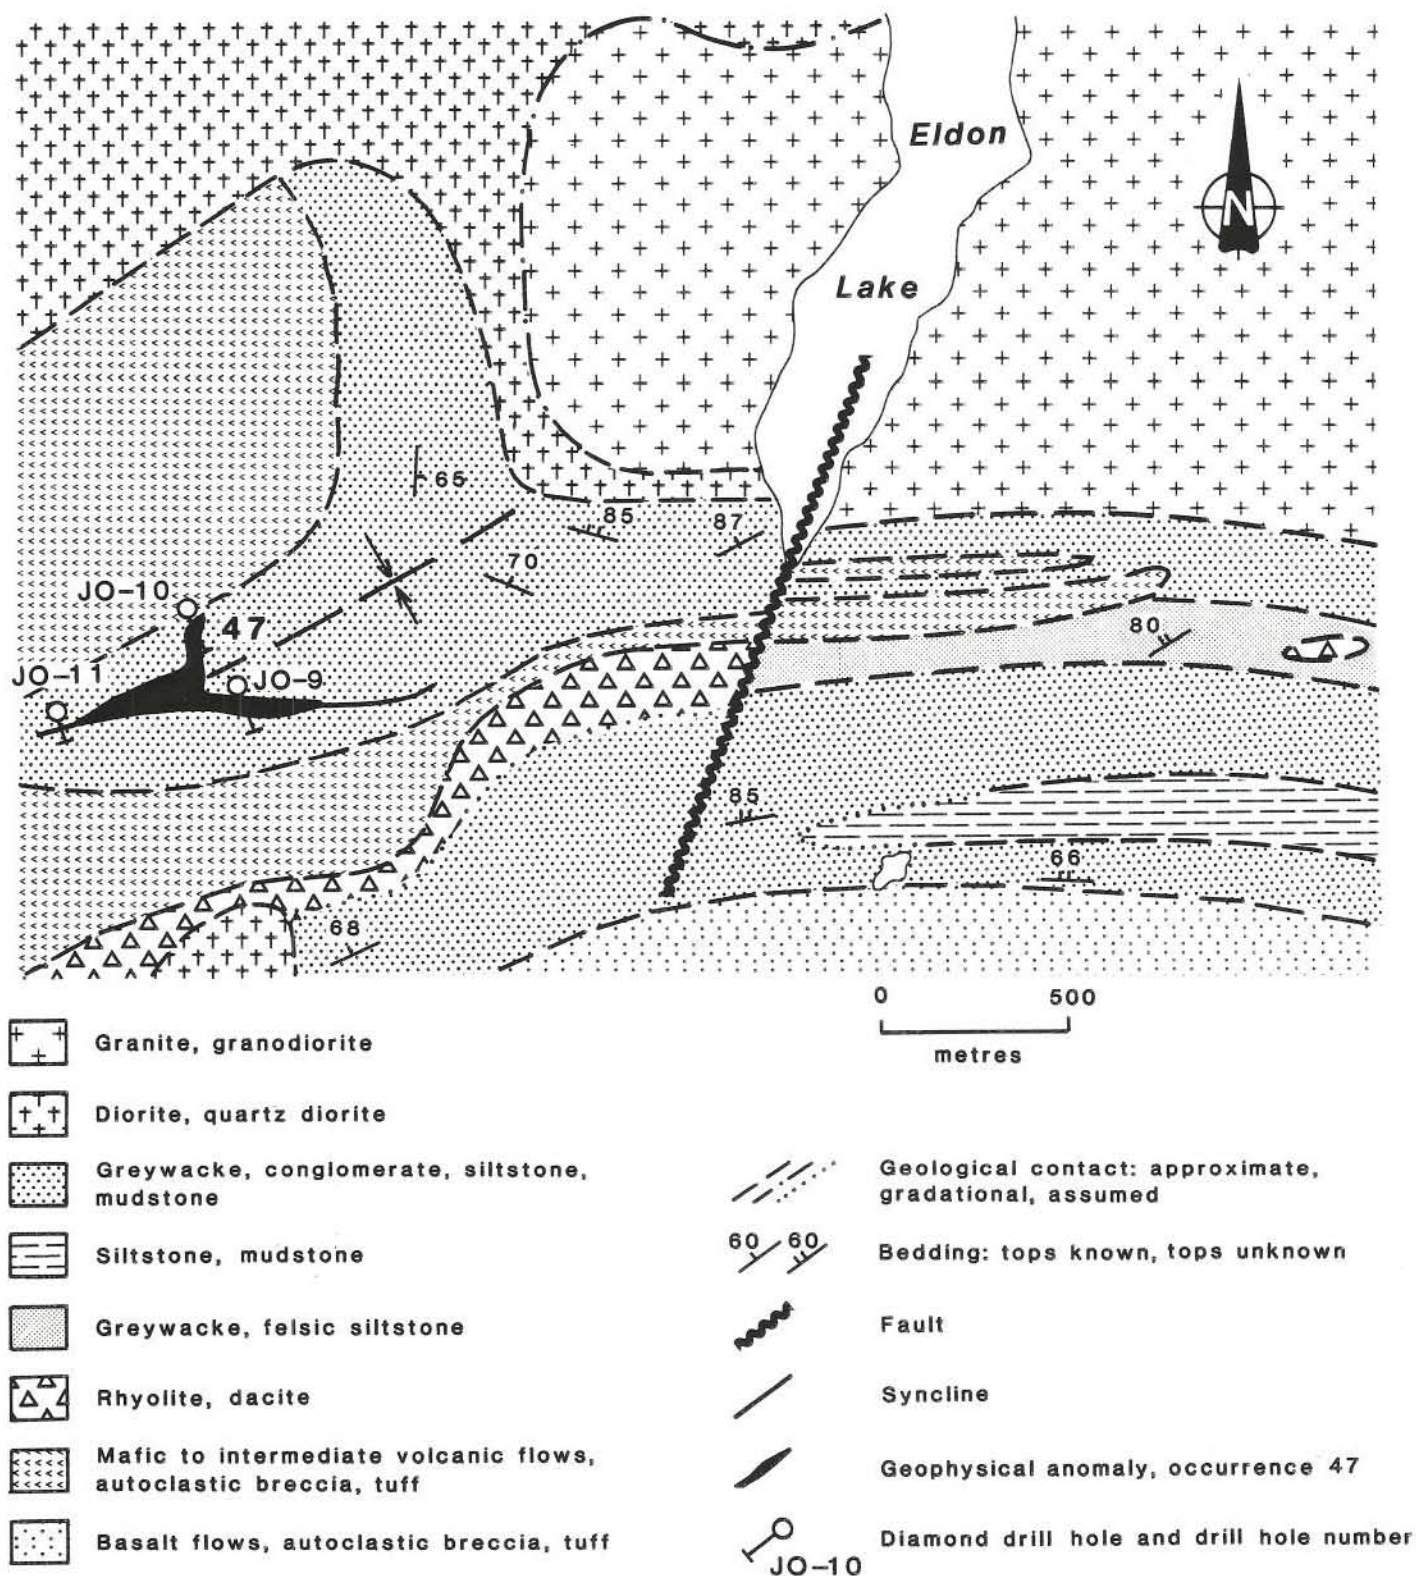 Eldon
N
Lake
65
85
87
70
JO-10
47
80
JO-11
JO-9
85
66
68
0 500
metres
Granite, granodiorite
Diorite, quartz diorite
Greywacke, conglomerate, siltstone,
mudstone
Geological contact: approximate,
gradational, assumed
Siltstone, mudstone
60 60
Bedding: tops known, tops unknown
Greywacke, felsic siltstone
Fault
Rhyolite, dacite
Syncline
Mafic to intermediate volcanic flows,
autoclastic breccia, tuff
Geophysical anomaly, occurrence 47
Basalt flows, autoclastic breccia, tuff
JO-10
Diamond drill hole and drill hole number